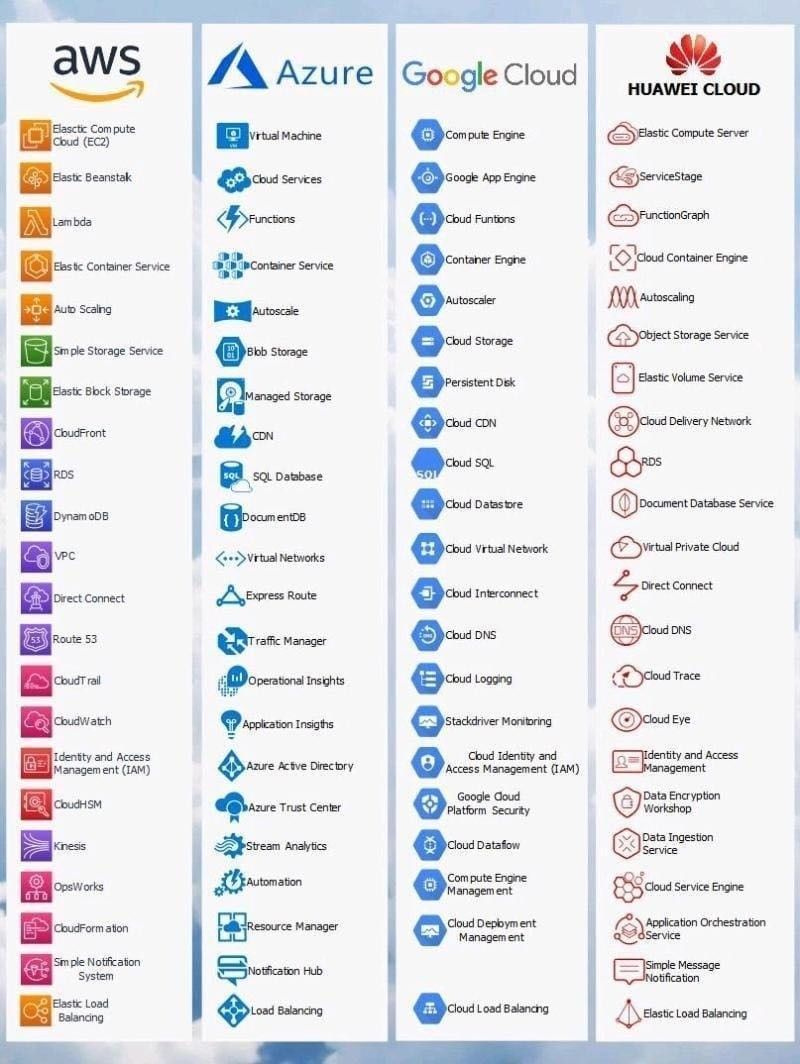 aws
Elasctic Compute
Cloud (EC2)
Elastic Beanstalk
Lambda
Elastic Container Service
Auto Scaling
Simple Storage Service
Elastic Block Storage
CloudFront
RDS
DynamoDB
VPC
Direct Connect
53
Route 53
CloudTrail
CloudWatch
Identity and Access
Management (IAM)
CloudHSM
Kinesis
OpsWorks
CloudFormation
Simple Notification
System
Elastic Load
Balancing
Azure
VM
Virtual Machine
Cloud Services
Functions
Container Service
Autoscale
10
01
Blob Storage
Managed Storage
CDN
SQL
SQL Database
DocumentDB
Virtual Networks
Express Route
Traffic Manager
Operational Insights
Application Insigths
Azure Active Directory
Azure Trust Center
Stream Analytics
Automation
Resource Manager
Notification Hub
Load Balancing
Google Cloud
Compute Engine
Google App Engine
Cloud Funtions
Container Engine
Autoscaler
Cloud Storage
Persistent Disk
Cloud CDN
SQL
Cloud SQL
Cloud Datastore
Cloud Virtual Network
Cloud Interconnect
Cloud DNS
Cloud Logging
Stackdriver Monitoring
Cloud Identity and
Access Management (IAM)
Google Cloud
Platform Security
Cloud Dataflow
Compute Engine
Management
Cloud Deployment
Management
Cloud Load Balancing
HUAWEI CLOUD
Elastic Compute Server
ServiceStage
FunctionGraph
Cloud Container Engine
Autoscaling
Object Storage Service
Elastic Volume Service
Cloud Delivery Network
RDS
Document Database Service
Virtual Private Cloud
Direct Connect
DNS
Cloud DNS
Cloud Trace
Cloud Eye
Identity and Access
Management
Data Encryption
Workshop
Data Ingestion
Service
Cloud Service Engine
Application Orchestration
Service
Simple Message
Notification
Elastic Load Balancing